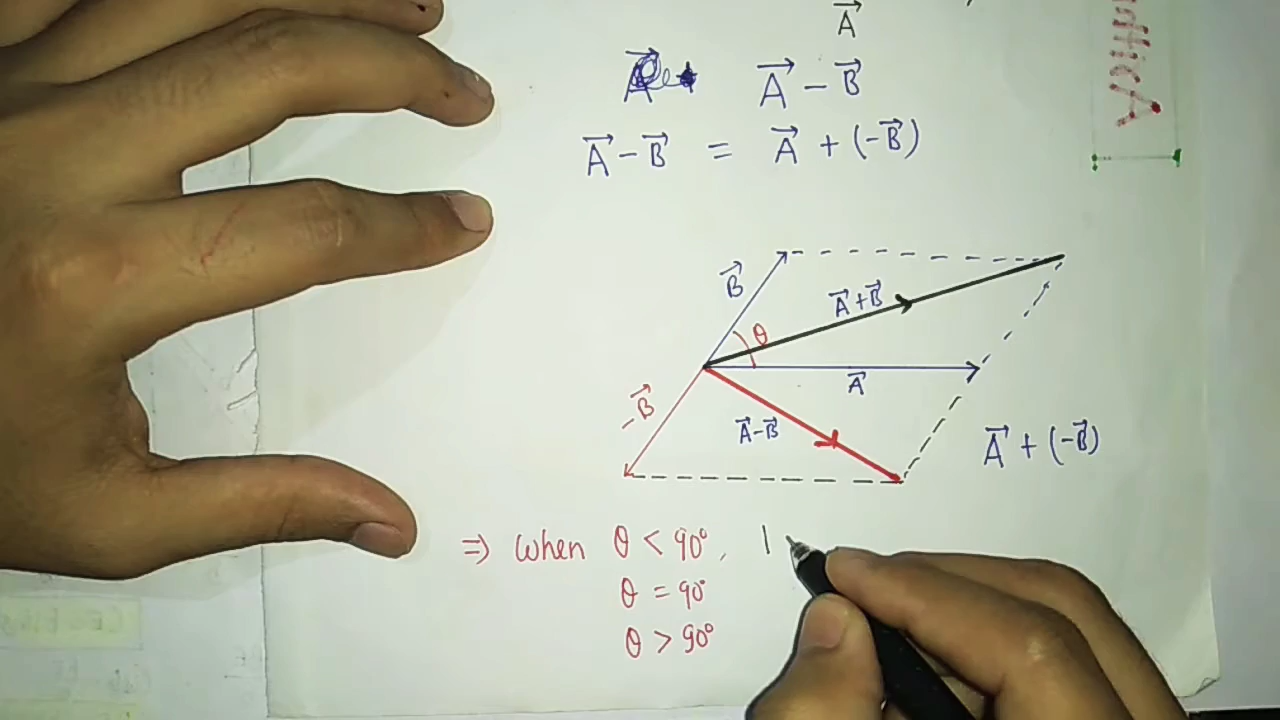 A⃗
A⃗ - B⃗
A⃗ - B⃗ = A⃗ + (-B⃗)
B⃗
A⃗+B⃗
θ
A⃗
-B⃗
A⃗-B⃗
A⃗ + (-B⃗)
⇒ when θ < 90°, |
θ = 90°
θ > 90°